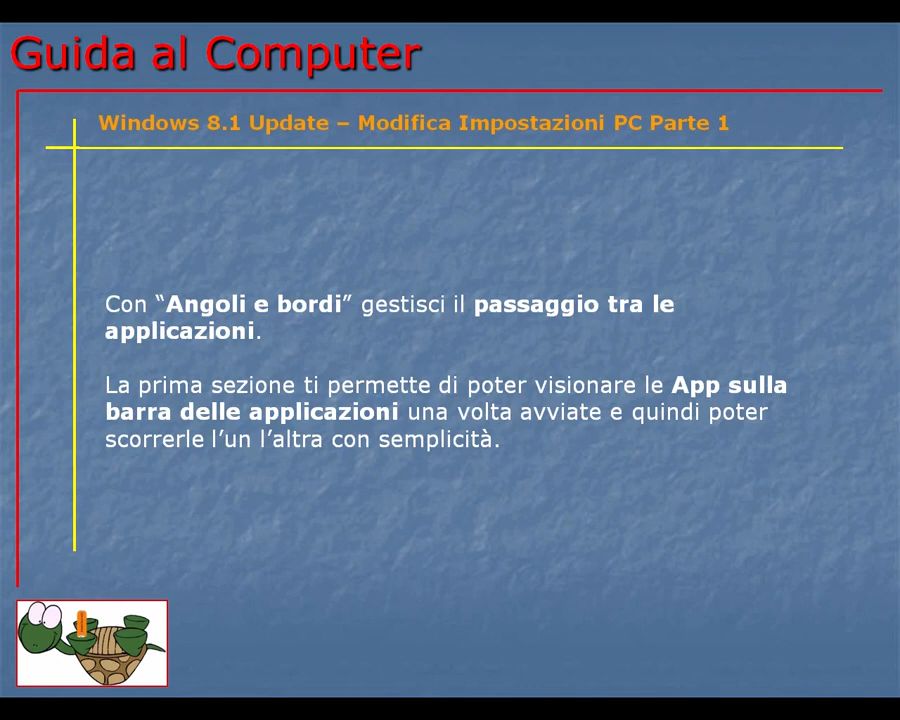 Guida al Computer
Windows 8.1 Update – Modifica Impostazioni PC Parte 1
Con “Angoli e bordi” gestisci il passaggio tra le
applicazioni.
La prima sezione ti permette di poter visionare le App sulla
barra delle applicazioni una volta avviate e quindi poter
scorrerle l’un l’altra con semplicità.